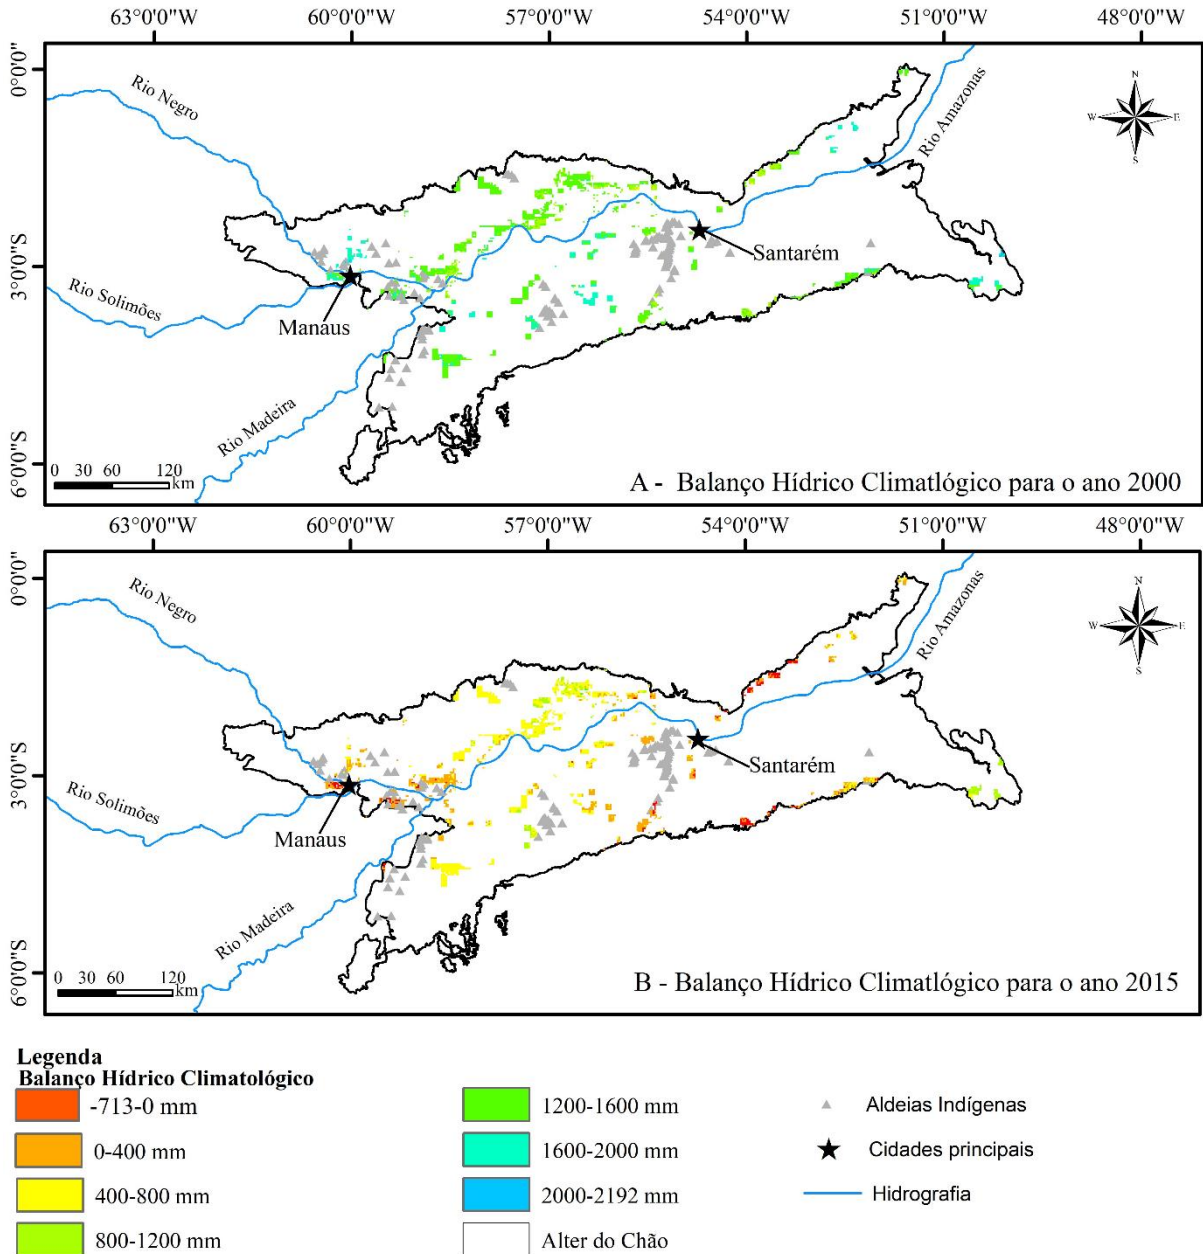 63°0'0"W 60°0'0"W 57°0'0"W 54°0'0"W 51°0'0"W 48°0'0"W
0°0'0"
3°0'0"S
6°0'0"S
Rio Negro
Rio Amazonas
N
W E
S
Santarém
Rio Solimões
Manaus
Rio Madeira
0 30 60 120
km
A - Balanço Hídrico Climatlógico para o ano 2000
63°0'0"W 60°0'0"W 57°0'0"W 54°0'0"W 51°0'0"W 48°0'0"W
0°0'0"
3°0'0"S
6°0'0"S
Rio Negro
Rio Amazonas
N
W E
S
Santarém
Rio Solimões
Manaus
Rio Madeira
0 30 60 120
km
B - Balanço Hídrico Climatlógico para o ano 2015
Legenda
Balanço Hídrico Climatológico
-713-0 mm
0-400 mm
400-800 mm
800-1200 mm
1200-1600 mm
1600-2000 mm
2000-2192 mm
Alter do Chão
Aldeias Indígenas
Cidades principais
Hidrografia